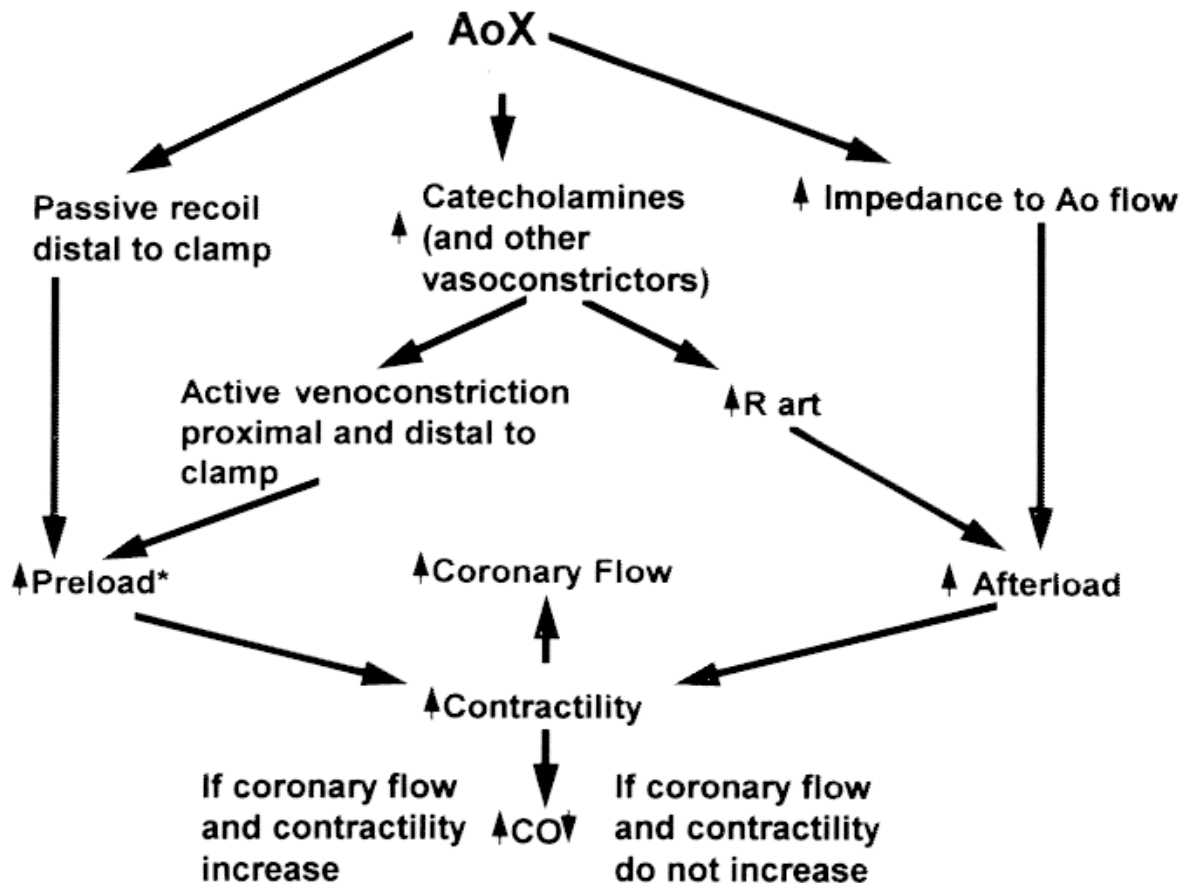 AoX
Passive recoil
distal to clamp
Catecholamines
(and other
vasoconstrictors)
Impedance to Ao flow
Active venoconstriction
proximal and distal to
clamp
R art
Preload*
Coronary Flow
Afterload
Contractility
If coronary flow
and contractility
increase
CO
If coronary flow
and contractility
do not increase